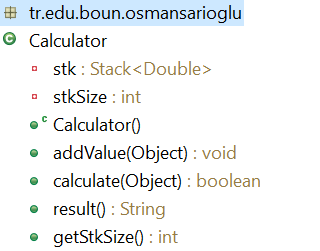 tr.edu.boun.osmansarioglu
Calculator
stk : Stack<Double>
stkSize : int
c Calculator()
addValue(Object) : void
calculate(Object) : boolean
result() : String
getStkSize() : int